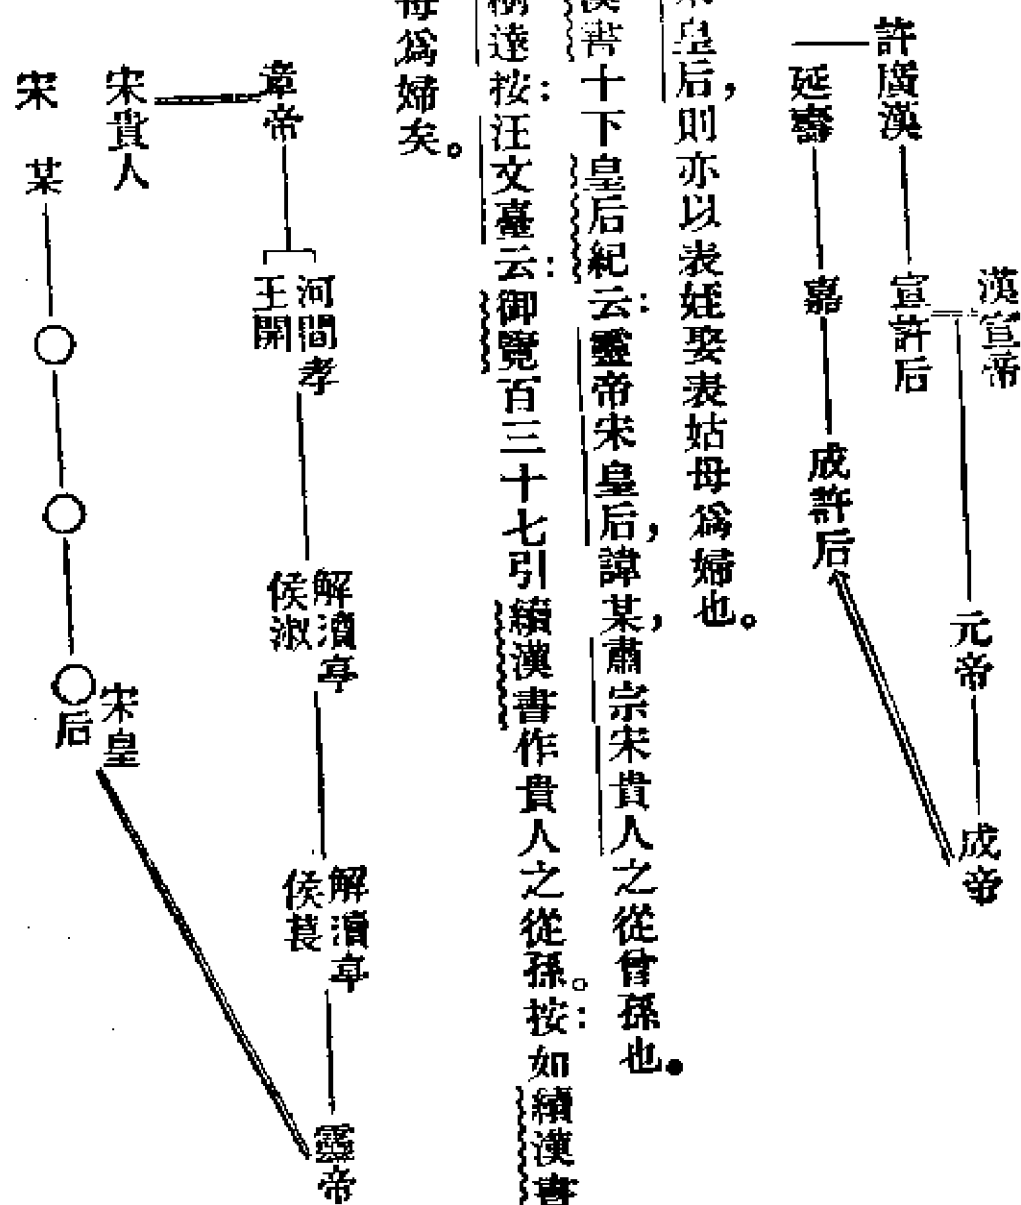 許廣漢
延壽
嘉
宣許后
漢宣帝
成許后
元帝
成帝
皇后，則亦以表姪娶表姑母爲婦也。
漢書十下皇后紀云：靈帝宋皇后，諱某，肅宗宋貴人之從曾孫也。
樹達按：汪文臺云：御覽百三十七引續漢書作貴人之從孫。按：如續漢書
母爲婦矣。
章帝
宋貴人
宋某
河間孝
王開
解瀆亭
侯淑
宋皇
后
解瀆亭
侯萇
靈帝